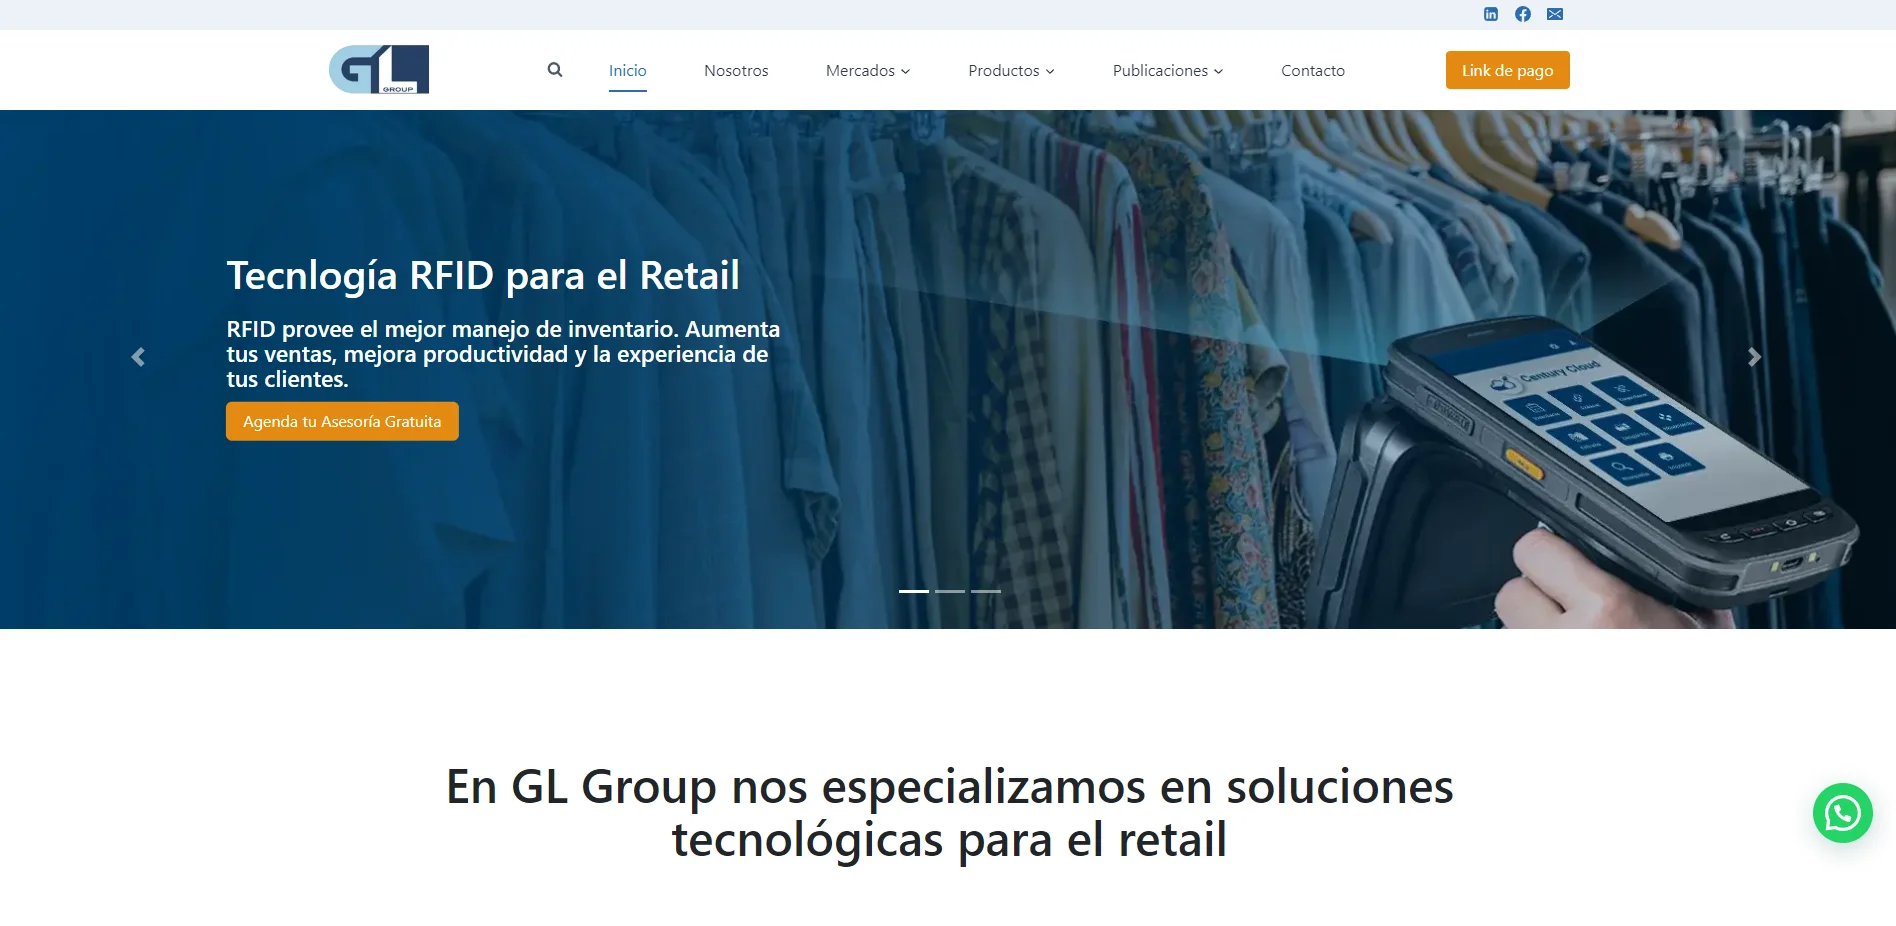 GL
GROUP
Inicio
Nosotros
Mercados
Productos
Publicaciones
Contacto
Link de pago
Tecnlogía RFID para el Retail
RFID provee el mejor manejo de inventario. Aumenta
tus ventas, mejora productividad y la experiencia de
tus clientes.
Agenda tu Asesoría Gratuita
Century Cloud
En GL Group nos especializamos en soluciones
tecnológicas para el retail